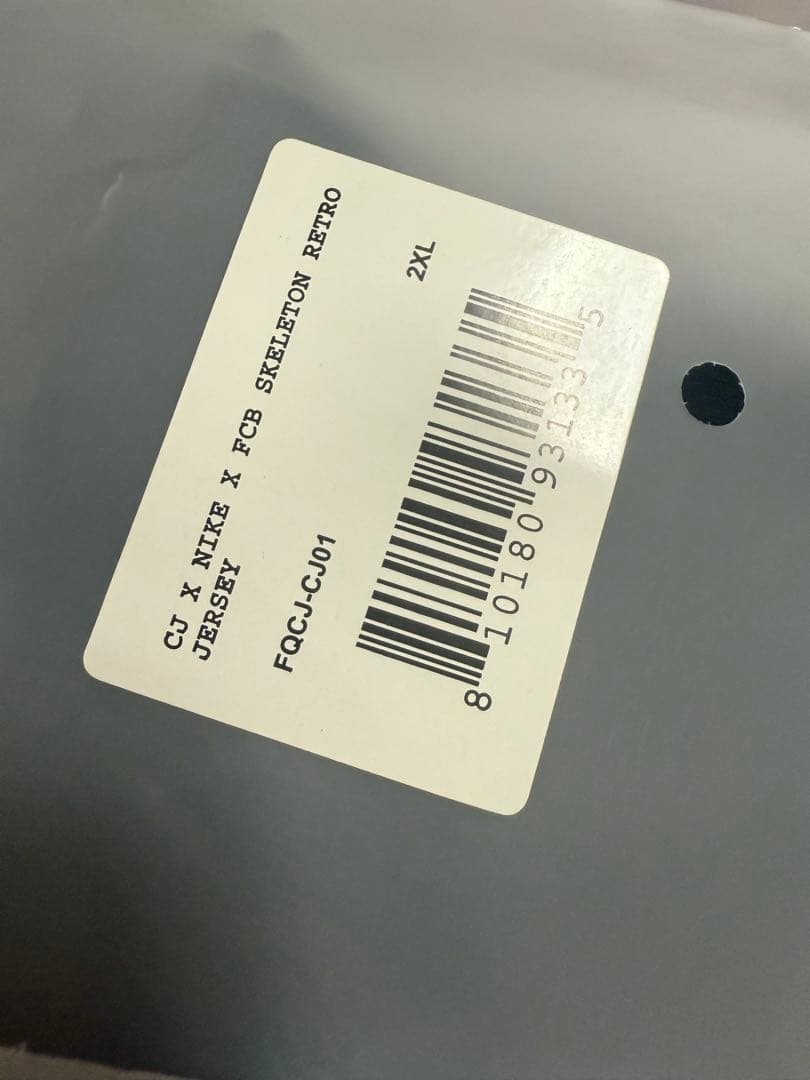 CJ X NIKE X FCB SKELETON RETRO
JERSEY
FQCJ-CJ01 2XL
8 10180 93133 5